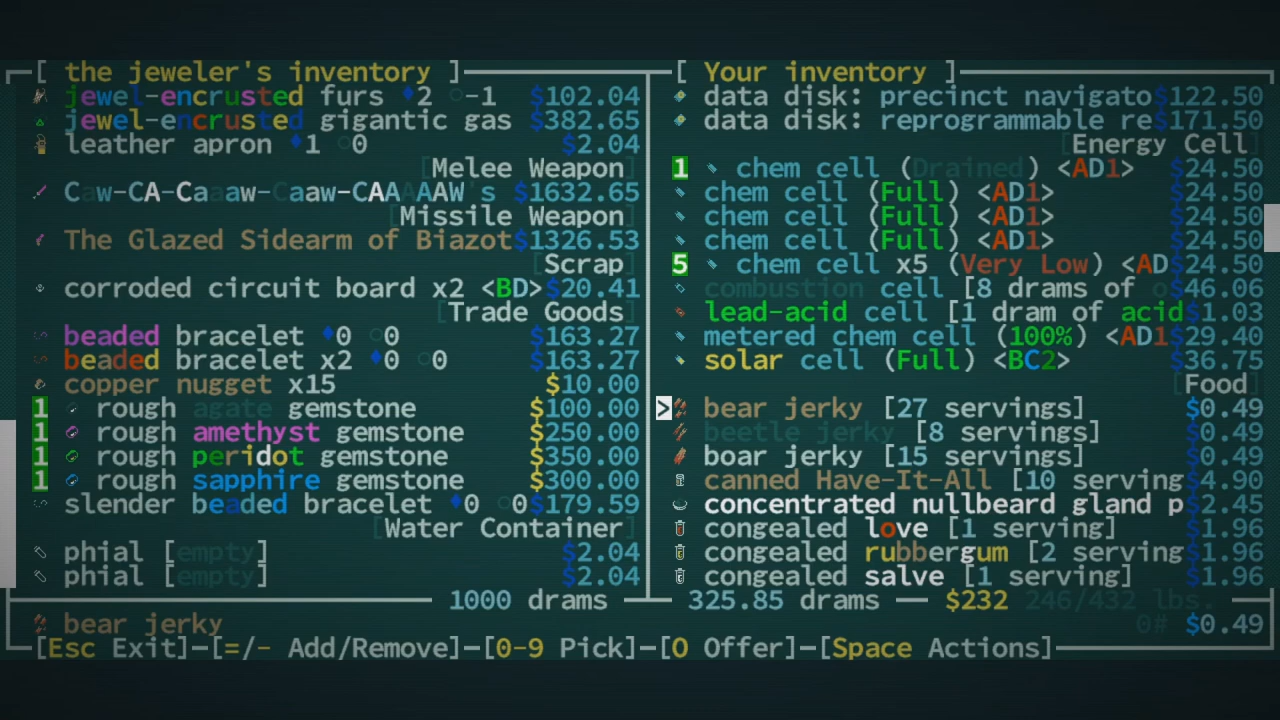 [ the jeweler's inventory ]
jewel-encrusted furs ♦2 ○-1 $102.04
jewel-encrusted gigantic gas $382.65
leather apron ♦1 ○0 $2.04
[Melee Weapon]
Caw-CA-Caaaw-Caaw-CAAAAAW's $1632.65
[Missile Weapon]
The Glazed Sidearm of Biazot $1326.53
[Scrap]
corroded circuit board x2 <BD> $20.41
[Trade Goods]
beaded bracelet ♦0 ○0 $163.27
beaded bracelet x2 ♦0 ○0 $163.27
copper nugget x15 $10.00
1 rough agate gemstone $100.00
1 rough amethyst gemstone $250.00
1 rough peridot gemstone $350.00
1 rough sapphire gemstone $300.00
slender beaded bracelet ♦0 ○0 $179.59
[Water Container]
phial [empty] $2.04
phial [empty] $2.04
1000 drams
[ Your inventory ]
data disk: precinct navigato $122.50
data disk: reprogrammable re $171.50
[Energy Cell]
1 chem cell (Drained) <AD1> $24.50
chem cell (Full) <AD1> $24.50
chem cell (Full) <AD1> $24.50
chem cell (Full) <AD1> $24.50
5 chem cell x5 (Very Low) <AD $24.50
combustion cell [8 drams of o $46.06
lead-acid cell [1 dram of acid $1.03
metered chem cell (100%) <AD1 $29.40
solar cell (Full) <BC2> $36.75
[Food]
> bear jerky [27 servings] $0.49
beetle jerky [8 servings] $0.49
boar jerky [15 servings] $0.49
canned Have-It-All [10 serving $4.90
concentrated nullbeard gland p $2.45
congealed love [1 serving] $1.96
congealed rubbergum [2 serving $1.96
congealed salve [1 serving] $1.96
325.85 drams $232 246/432 lbs.
bear jerky 0# $0.49
[Esc Exit]-[=/- Add/Remove]-[0-9 Pick]-[O Offer]-[Space Actions]